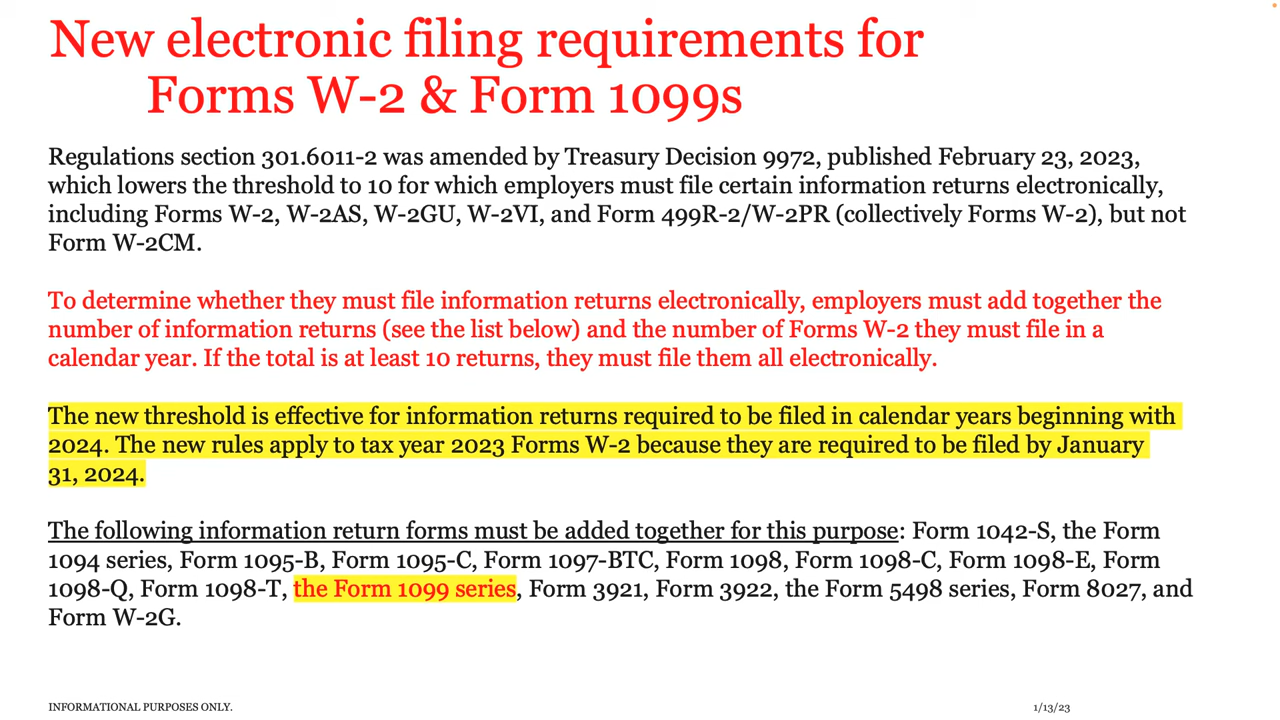 New electronic filing requirements for
Forms W-2 & Form 1099s
Regulations section 301.6011-2 was amended by Treasury Decision 9972, published February 23, 2023,
which lowers the threshold to 10 for which employers must file certain information returns electronically,
including Forms W-2, W-2AS, W-2GU, W-2VI, and Form 499R-2/W-2PR (collectively Forms W-2), but not
Form W-2CM.
To determine whether they must file information returns electronically, employers must add together the
number of information returns (see the list below) and the number of Forms W-2 they must file in a
calendar year. If the total is at least 10 returns, they must file them all electronically.
The new threshold is effective for information returns required to be filed in calendar years beginning with
2024. The new rules apply to tax year 2023 Forms W-2 because they are required to be filed by January
31, 2024.
The following information return forms must be added together for this purpose: Form 1042-S, the Form
1094 series, Form 1095-B, Form 1095-C, Form 1097-BTC, Form 1098, Form 1098-C, Form 1098-E, Form
1098-Q, Form 1098-T, the Form 1099 series, Form 3921, Form 3922, the Form 5498 series, Form 8027, and
Form W-2G.
INFORMATIONAL PURPOSES ONLY.
1/13/23